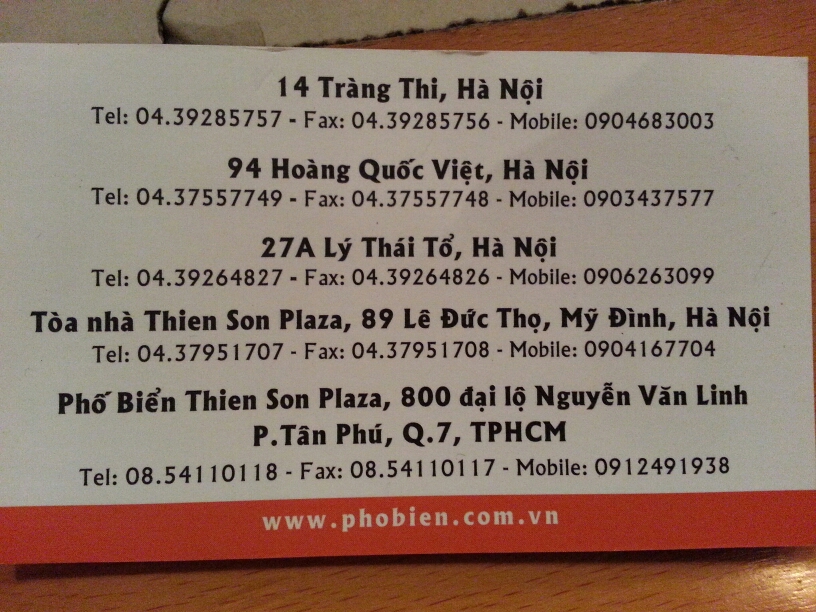 14 Tràng Thi, Hà Nội
Tel: 04.39285757 - Fax: 04.39285756 - Mobile: 0904683003
94 Hoàng Quốc Việt, Hà Nội
Tel: 04.37557749 - Fax: 04.37557748 - Mobile: 0903437577
27A Lý Thái Tổ, Hà Nội
Tel: 04.39264827 - Fax: 04.39264826 - Mobile: 0906263099
Tòa nhà Thien Son Plaza, 89 Lê Đức Thọ, Mỹ Đình, Hà Nội
Tel: 04.37951707 - Fax: 04.37951708 - Mobile: 0904167704
Phố Biển Thien Son Plaza, 800 đại lộ Nguyễn Văn Linh
P.Tân Phú, Q.7, TPHCM
Tel: 08.54110118 - Fax: 08.54110117 - Mobile: 0912491938
www.phobien.com.vn